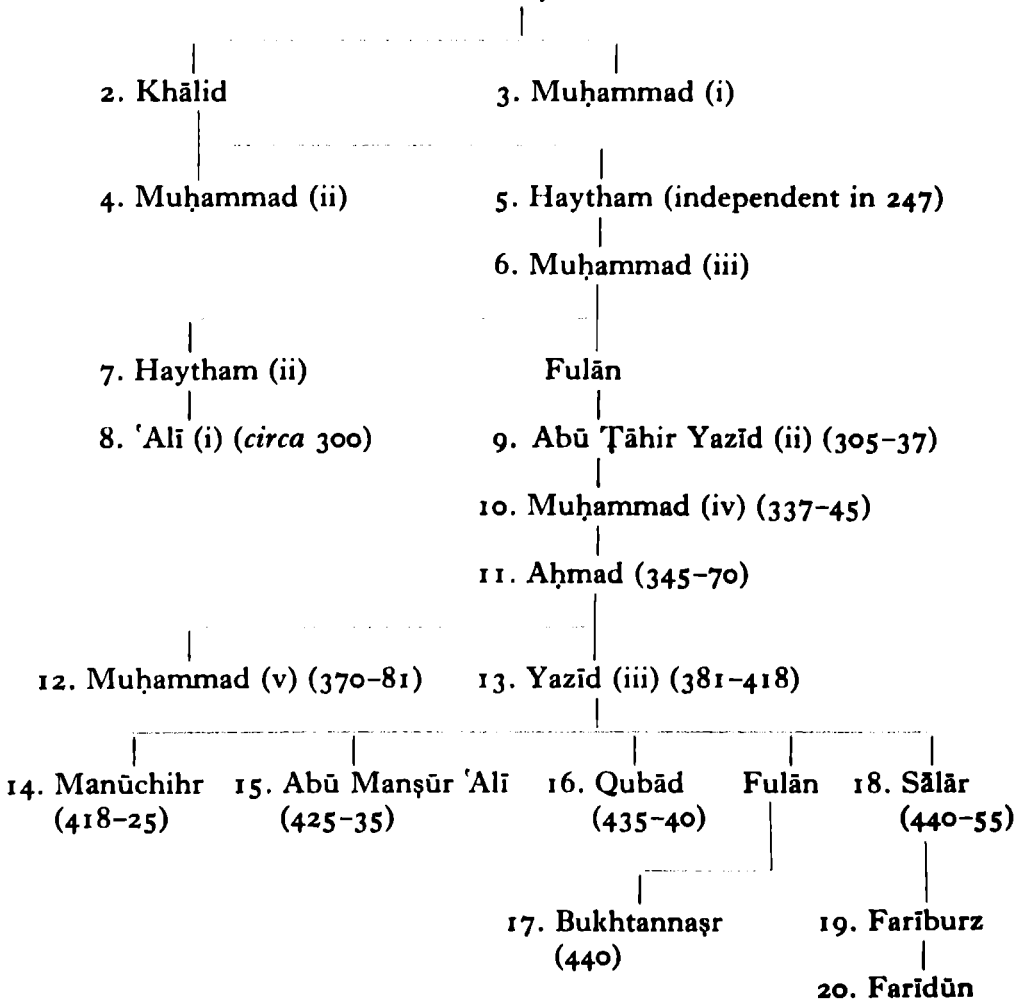 2. Khālid 3. Muḥammad (i)
4. Muḥammad (ii) 5. Haytham (independent in 247)
6. Muḥammad (iii)
7. Haytham (ii) Fulān
8. ʿAlī (i) (circa 300) 9. Abū Ṭāhir Yazīd (ii) (305–37)
10. Muḥammad (iv) (337–45)
11. Aḥmad (345–70)
12. Muḥammad (v) (370–81) 13. Yazīd (iii) (381–418)
14. Manūchihr 15. Abū Manṣūr ʿAlī 16. Qubād Fulān 18. Sālār
(418–25) (425–35) (435–40) (440–55)
17. Bukhtannaṣr 19. Farīburz
(440)
20. Farīdūn